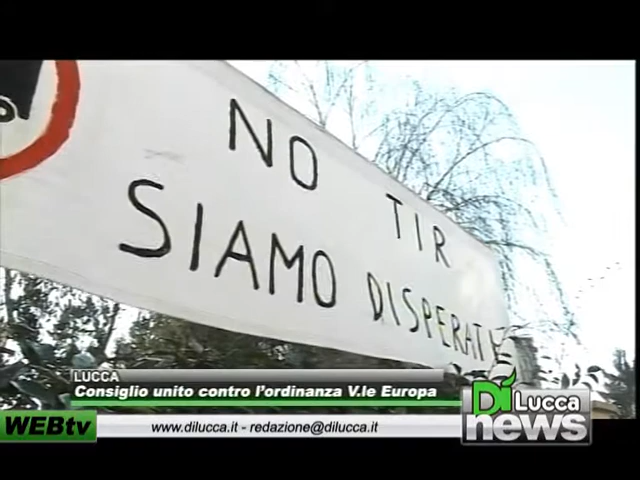 NO TIR
SIAMO DISPERATI
LUCCA
Consiglio unito contro l'ordinanza V.le Europa
WEBtv
www.dilucca.it - redazione@dilucca.it
Di Lucca
news